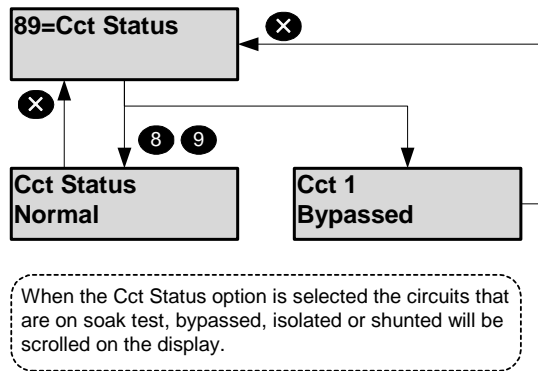 89=Cct Status
X
X
8 9
Cct Status
Normal
Cct 1
Bypassed
When the Cct Status option is selected the circuits that
are on soak test, bypassed, isolated or shunted will be
scrolled on the display.